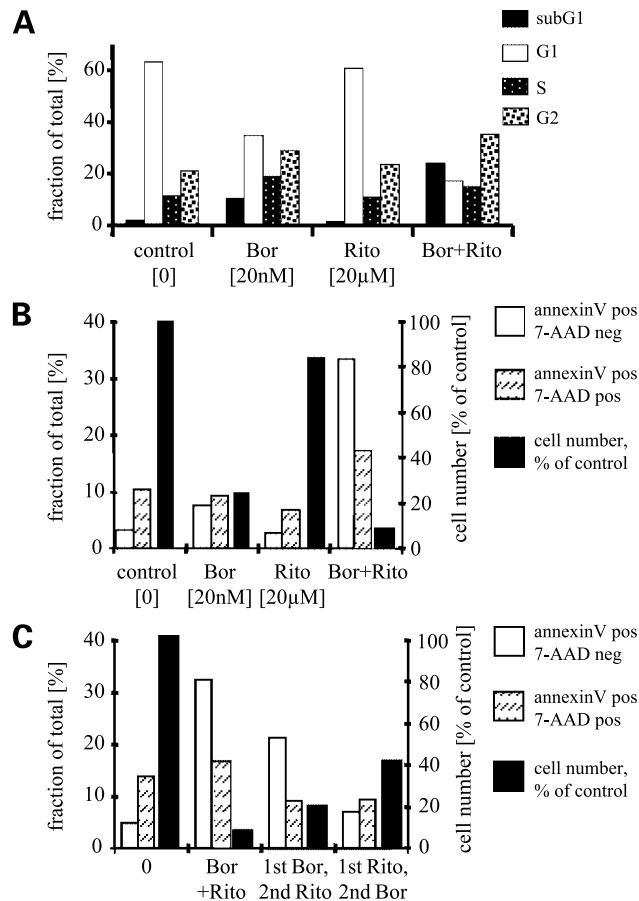 A
subG1
G1
S
G2
fraction of total [%]
60
40
20
0
control
[0]
Bor
[20nM]
Rito
[20µM]
Bor+Rito
B
fraction of total [%]
40
30
20
10
0
cell number [% of control]
100
80
60
40
20
0
control
[0]
Bor
[20nM]
Rito
[20µM]
Bor+Rito
annexinV pos
7-AAD neg
annexinV pos
7-AAD pos
cell number,
% of control
C
fraction of total [%]
40
30
20
10
0
cell number [% of control]
100
80
60
40
20
0
0
Bor
+Rito
1st Bor,
2nd Rito
1st Rito,
2nd Bor
annexinV pos
7-AAD neg
annexinV pos
7-AAD pos
cell number,
% of control